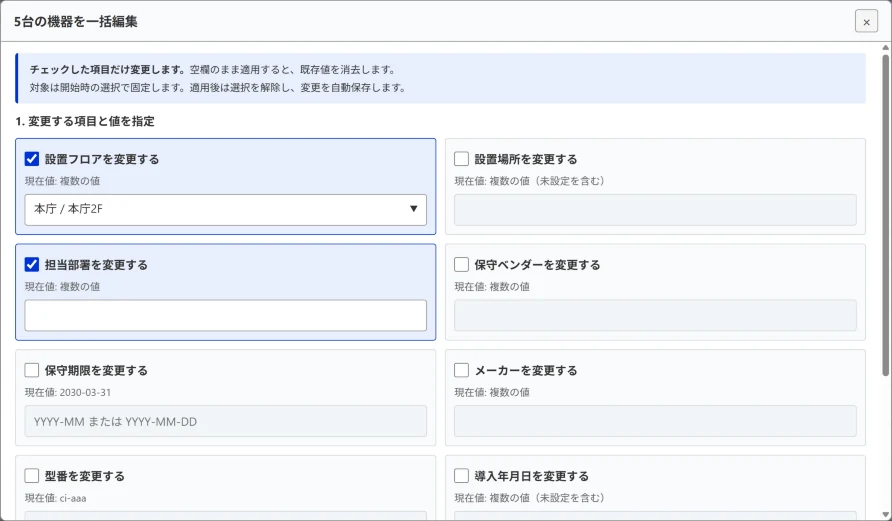 5台の機器を一括編集
×
チェックした項目だけ変更します。空欄のまま適用すると、既存値を消去します。
対象は開始時の選択で固定します。適用後は選択を解除し、変更を自動保存します。
1. 変更する項目と値を指定
設置フロアを変更する
現在値: 複数の値
本庁 / 本庁2F
設置場所を変更する
現在値: 複数の値（未設定を含む）
担当部署を変更する
現在値: 複数の値
保守ベンダーを変更する
現在値: 複数の値
保守期限を変更する
現在値: 2030-03-31
YYYY-MM または YYYY-MM-DD
メーカーを変更する
現在値: 複数の値
型番を変更する
現在値: ci-aaa
導入年月日を変更する
現在値: 複数の値（未設定を含む）